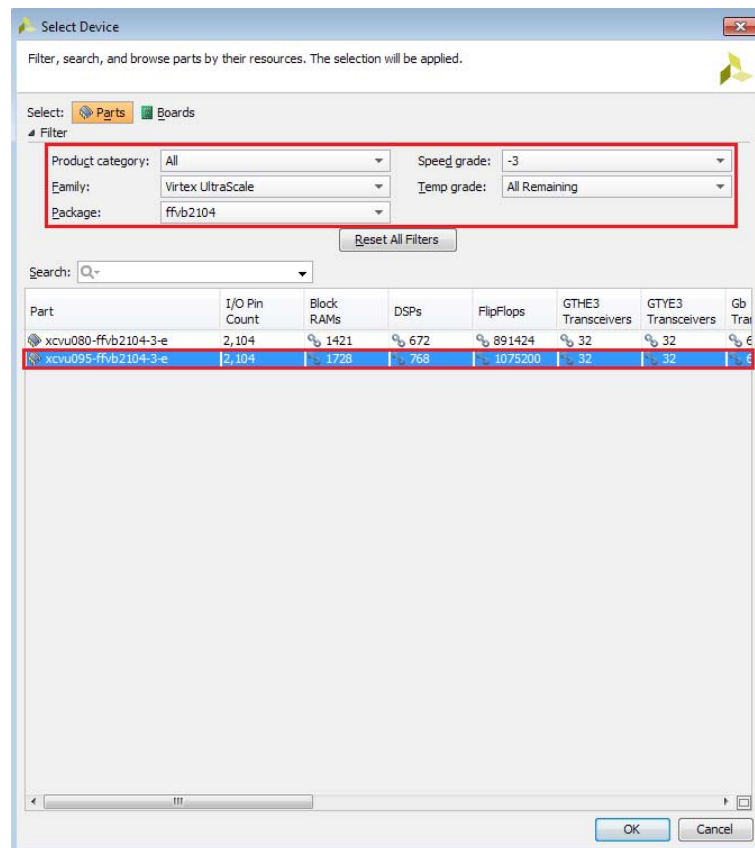 Select Device
Filter, search, and browse parts by their resources. The selection will be applied.
Select: Parts Boards
Filter
Product category: All Speed grade: -3
Family: Virtex UltraScale Temp grade: All Remaining
Package: ffvb2104
Reset All Filters
Search:
Part I/O Pin Count Block RAMs DSPs FlipFlops GTHE3 Transceivers GTYE3 Transceivers Gb
xcvu080-ffvb2104-3-e 2,104 1421 672 891424 32 32
xcvu095-ffvb2104-3-e 2,104 1728 768 1075200 32 32
OK Cancel